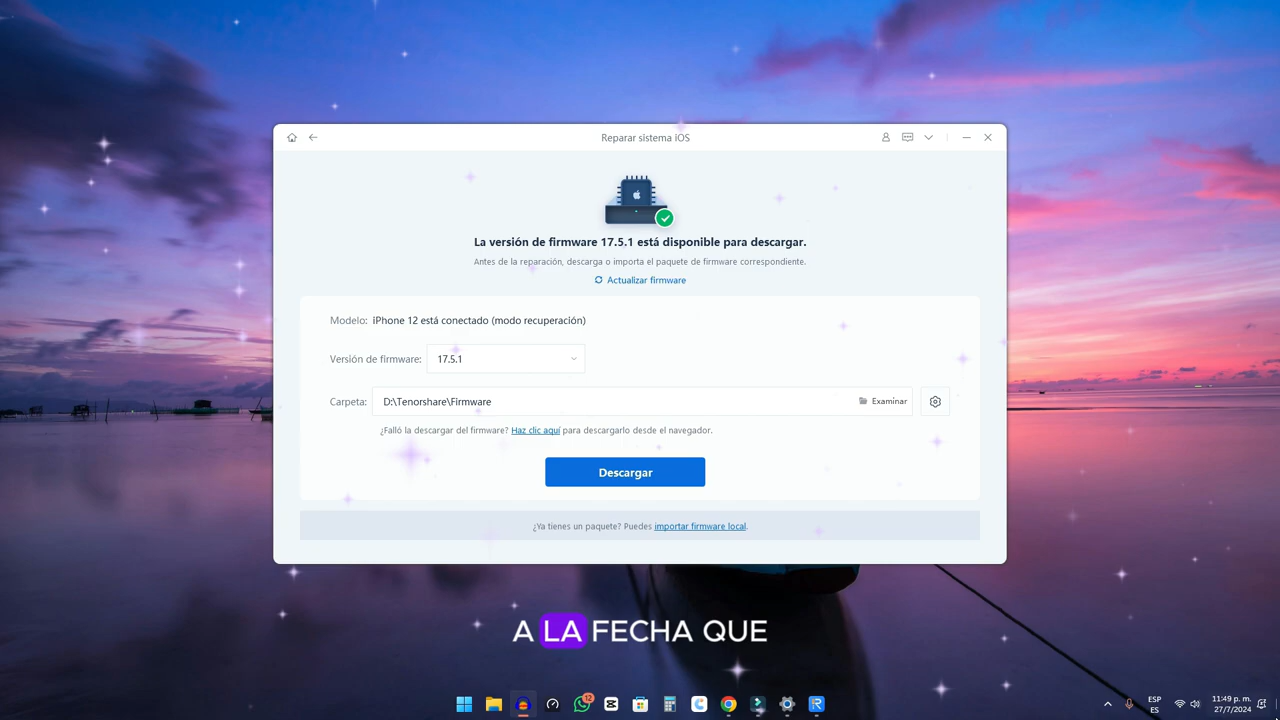 Reparar sistema iOS
La versión de firmware 17.5.1 está disponible para descargar.
Antes de la reparación, descarga o importa el paquete de firmware correspondiente.
Actualizar firmware
Modelo: iPhone 12 está conectado (modo recuperación)
Versión de firmware: 17.5.1
Carpeta: D:\Tenorshare\Firmware Examinar
¿Falló la descarga del firmware? Haz clic aquí para descargarlo desde el navegador.
Descargar
¿Ya tienes un paquete? Puedes importar firmware local.
A LA FECHA QUE
12
ESP
ES
11:49 p. m.
27/7/2024